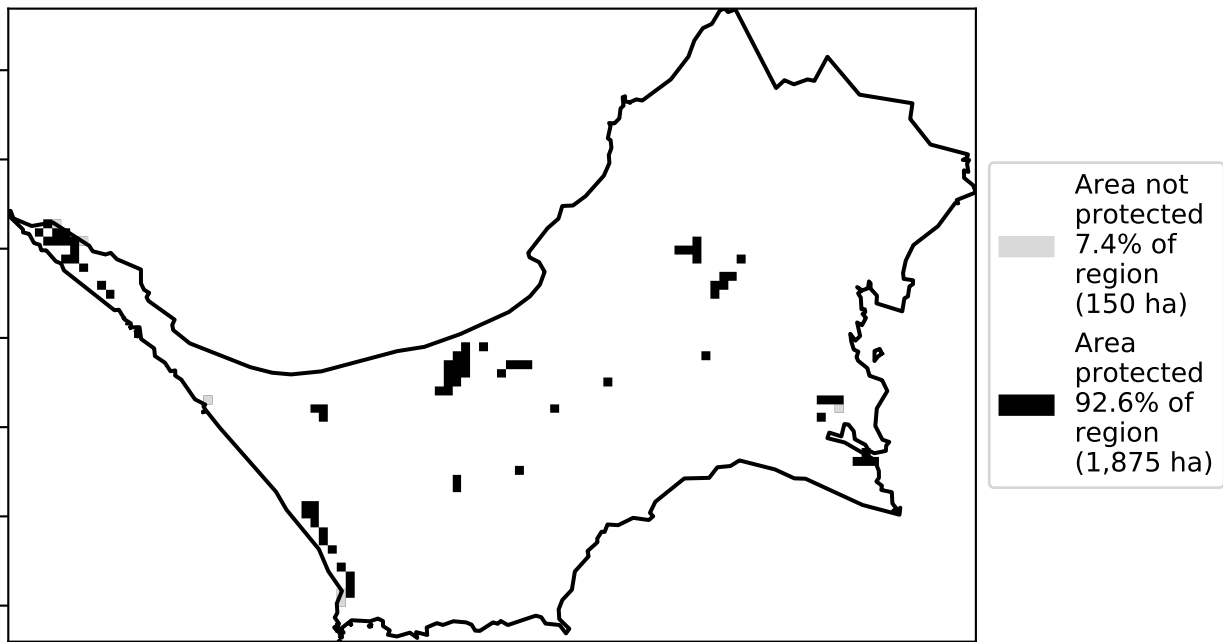 Area not
protected
7.4% of
region
(150 ha)
Area
protected
92.6% of
region
(1,875 ha)